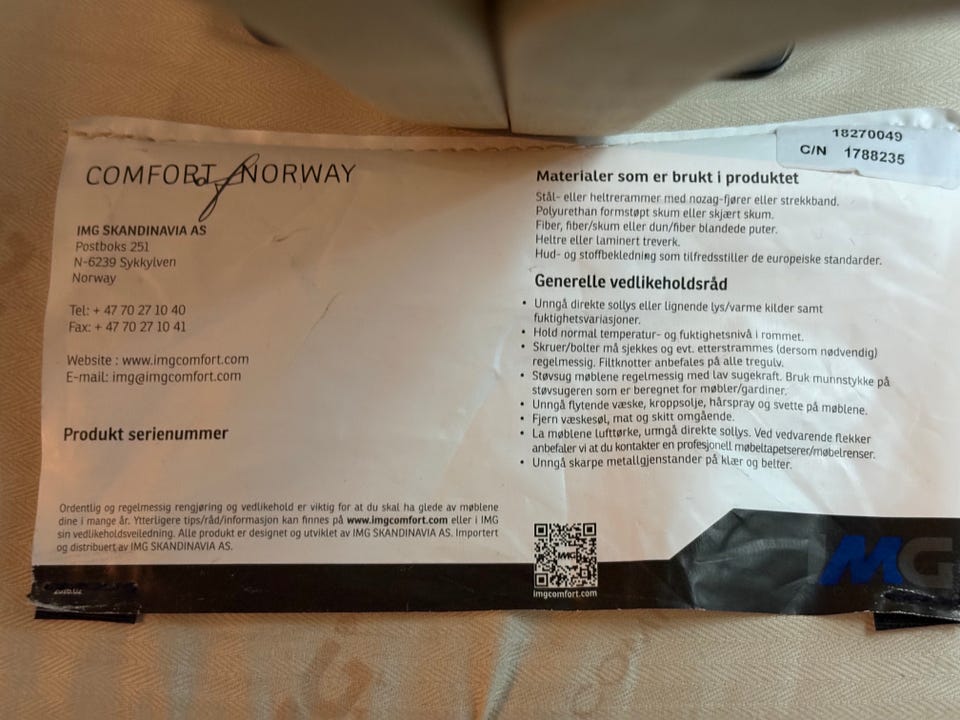 COMFORT of NORWAY
IMG SKANDINAVIA AS
Postboks 251
N-6239 Sykkylven
Norway
Tel: + 47 70 27 10 40
Fax: + 47 70 27 10 41
Website : www.imgcomfort.com
E-mail: img@imgcomfort.com
Produkt serienummer
Ordentlig og regelmessig rengjøring og vedlikehold er viktig for at du skal ha glede av møblene
dine i mange år. Ytterligere tips/råd/informasjon kan finnes på www.imgcomfort.com eller i IMG
sin vedlikeholdsveiledning. Alle produkt er designet og utviklet av IMG SKANDINAVIA AS. Importert
og distribuert av IMG SKANDINAVIA AS.
18270049
C/N 1788235
Materialer som er brukt i produktet
Stål- eller heltrerammer med nozag-fjører eller strekkband.
Polyurethan formstøpt skum eller skjært skum.
Fiber, fiber/skum eller dun/fiber blandede puter.
Heltre eller laminert treverk.
Hud- og stoffbekledning som tilfredsstiller de europeiske standarder.
Generelle vedlikeholdsråd
• Unngå direkte sollys eller lignende lys/varme kilder samt
fuktighetsvariasjoner.
• Hold normal temperatur- og fuktighetsnivå i rommet.
• Skruer/bolter må sjekkes og evt. etterstrammes (dersom nødvendig)
regelmessig. Filtknotter anbefales på alle tregulv.
• Støvsug møblene regelmessig med lav sugekraft. Bruk munnstykke på
støvsugeren som er beregnet for møbler/gardiner.
• Unngå flytende væske, kroppsolje, hårspray og svette på møblene.
• Fjern væskesøl, mat og skitt omgående.
• La møblene lufttørke, unngå direkte sollys. Ved vedvarende flekker
anbefaler vi at du kontakter en profesjonell møbeltapetserer/møbelrenser.
• Unngå skarpe metallgjenstander på klær og belter.
IMG
imgcomfort.com
IMG